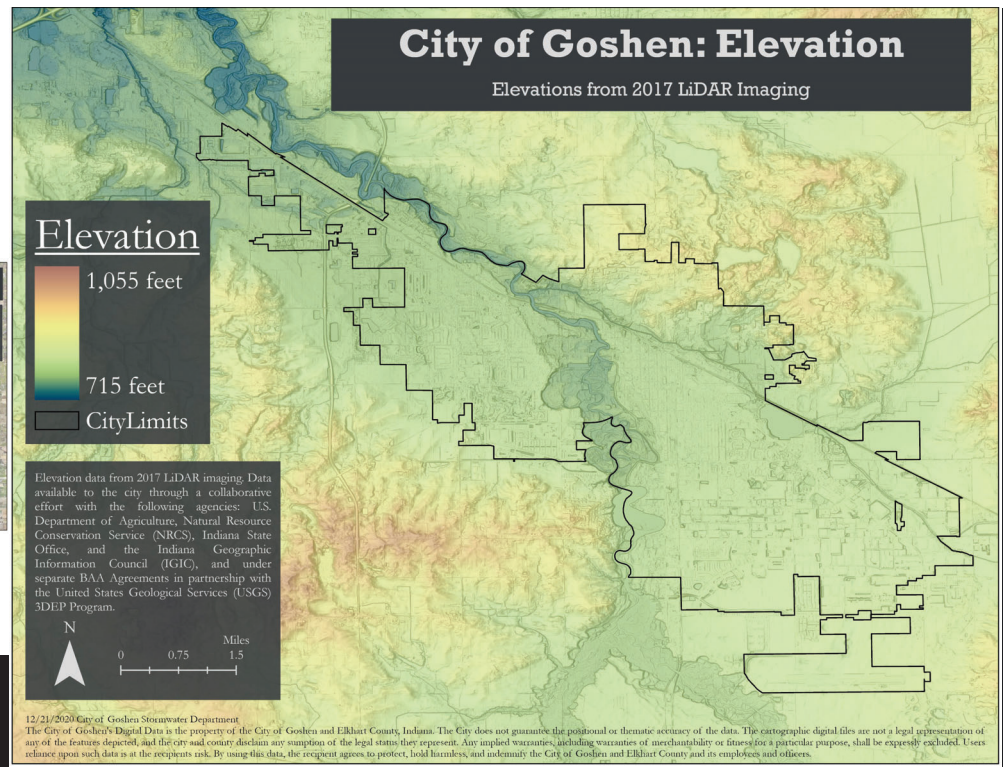 City of Goshen: Elevation
Elevations from 2017 LiDAR Imaging
Elevation
1,055 feet
715 feet
CityLimits
Elevation data from 2017 LiDAR imaging. Data
available to the city through a collaborative
effort with the following agencies: U.S.
Department of Agriculture, Natural Resource
Conservation Service (NRCS), Indiana State
Office, and the Indiana Geographic
Information Council (IGIC), and under
separate BAA Agreements in partnership with
the United States Geological Services (USGS)
3DEP Program.
N
Miles
0 0.75 1.5
12/21/2020 City of Goshen Stormwater Department
The City of Goshen's Digital Data is the property of the City of Goshen and Elkhart County, Indiana. The City does not guarantee the positional or thematic accuracy of the data. The cartographic digital files are not a legal representation of
any of the features depicted, and the city and county disclaim any sumption of the legal status they represent. Any implied warranties, including warranties of merchantability or fitness for a particular purpose, shall be expressly excluded. Users
reliance upon such data is at the recipients risk. By using this data, the recipient agrees to protect, hold harmless, and indemnify the City of Goshen and Elkhart County and its employees and officers.